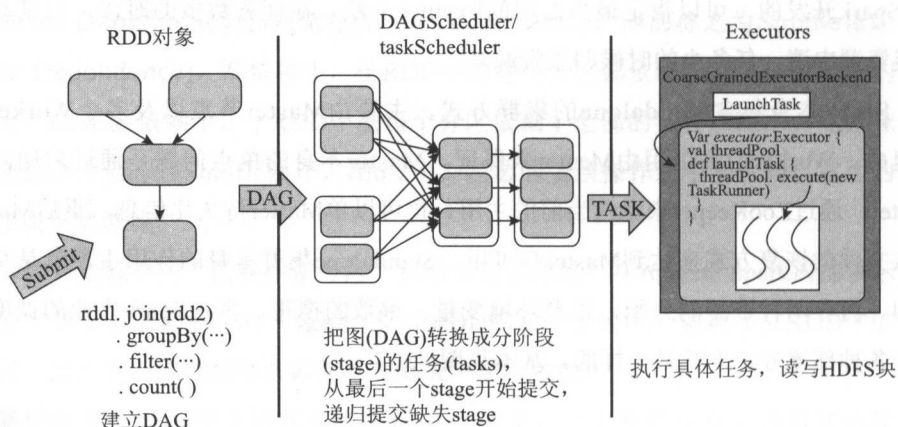 RDD对象
Submit
rddl. join(rdd2)
. groupBy(…)
. filter(…)
. count( )
建立DAG
DAG
DAGScheduler/
taskScheduler
把图(DAG)转换成分阶段
(stage)的任务(tasks),
从最后一个stage开始提交,
递归提交缺失stage
TASK
Executors
CoarseGrainedExecutorBackend
LaunchTask
Var executor:Executor {
val threadPool
def launchTask {
threadPool. execute(new
TaskRunner)
}
}
执行具体任务，读写HDFS块